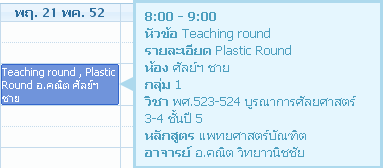 พฤ. 21 พค. 52
Teaching round , Plastic
Round อ.คณิต ศัลย์ฯ
ชาย
8:00 - 9:00
หัวข้อ Teaching round
รายละเอียด Plastic Round
ห้อง ศัลย์ฯ ชาย
กลุ่ม 1
วิชา พศ.523-524 บูรณาการศัลยศาสตร์
3-4 ชั้นปี 5
หลักสูตร แพทยศาสตร์บัณฑิต
อาจารย์ อ.คณิต วิทยาวนิชชัย